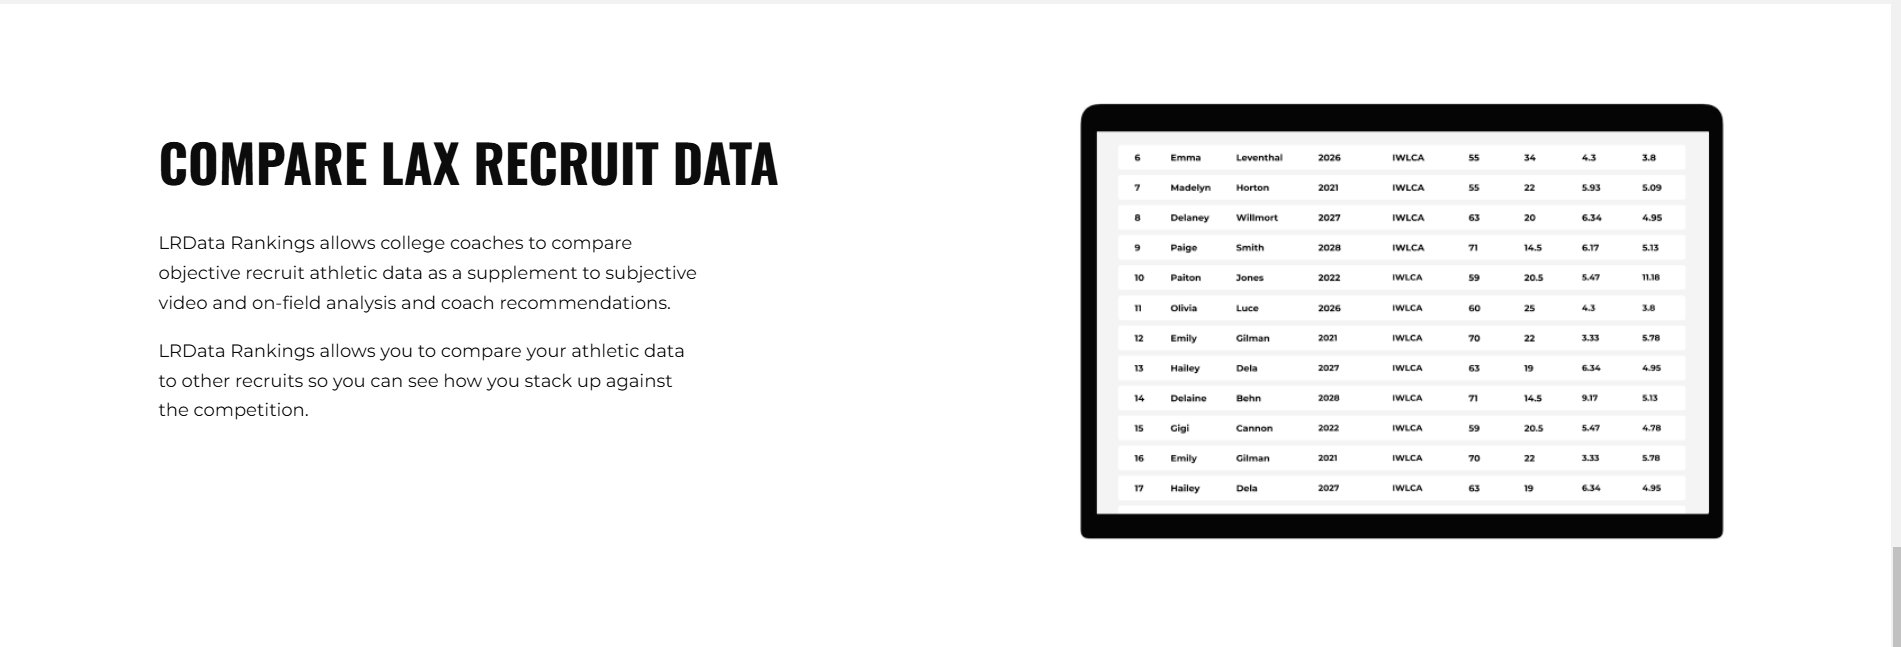 COMPARE LAX RECRUIT DATA
LRData Rankings allows college coaches to compare
objective recruit athletic data as a supplement to subjective
video and on-field analysis and coach recommendations.
LRData Rankings allows you to compare your athletic data
to other recruits so you can see how you stack up against
the competition.
6 Emma Leventhal 2026 IWLCA 55 34 4.3 3.8
7 Madelyn Horton 2021 IWLCA 55 22 5.93 5.09
8 Delaney Willmort 2027 IWLCA 63 20 6.34 4.95
9 Paige Smith 2028 IWLCA 71 14.5 6.17 5.13
10 Paiton Jones 2022 IWLCA 59 20.5 5.47 11.18
11 Olivia Luce 2026 IWLCA 60 25 4.3 3.8
12 Emily Gilman 2021 IWLCA 70 22 3.33 5.78
13 Hailey Dela 2027 IWLCA 63 19 6.34 4.95
14 Delaine Behn 2028 IWLCA 71 14.5 9.17 5.13
15 Gigi Cannon 2022 IWLCA 59 20.5 5.47 4.78
16 Emily Gilman 2021 IWLCA 70 22 3.33 5.78
17 Hailey Dela 2027 IWLCA 63 19 6.34 4.95